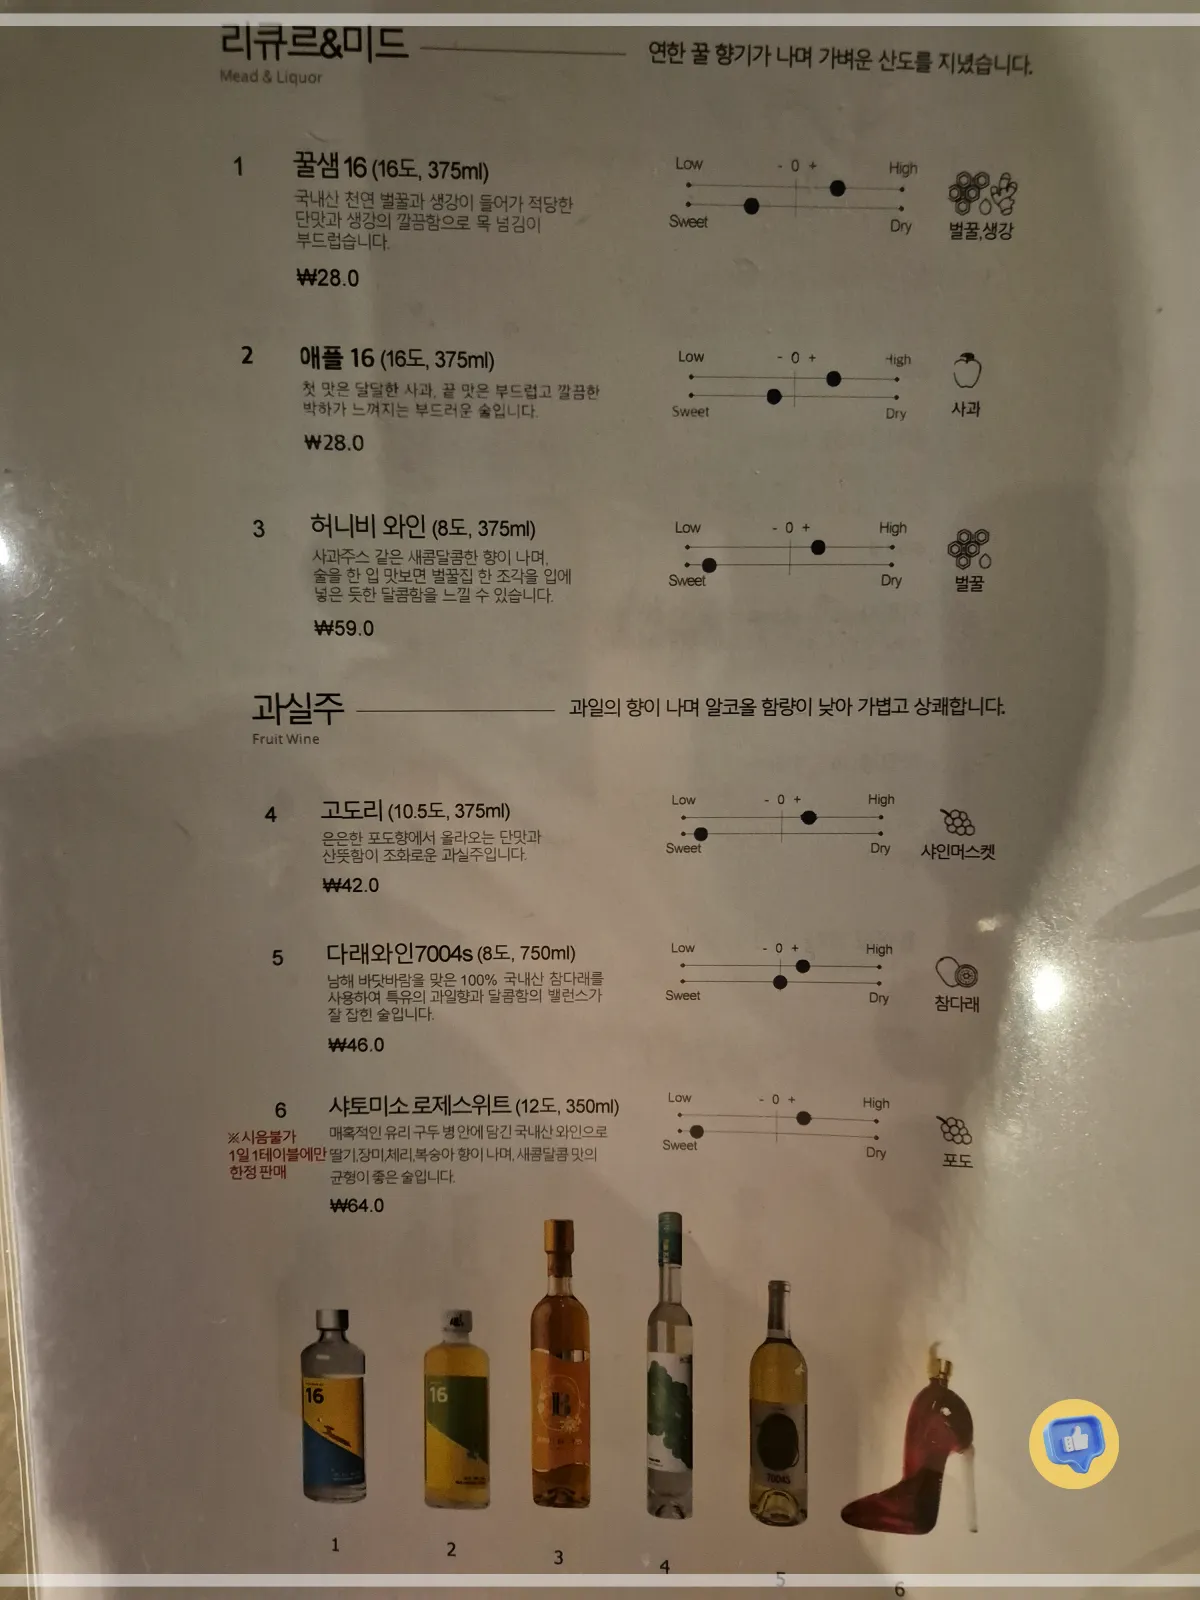 리큐르&미드
Mead & Liquor
연한 꿀 향기가 나며 가벼운 산도를 지녔습니다.
1
꿀샘 16 (16도, 375ml)
국내산 천연 벌꿀과 생강이 들어가 적당한
단맛과 생강의 깔끔함으로 목 넘김이
부드럽습니다.
₩28.0
Low - 0 + High
Sweet Dry
벌꿀,생강
2
애플 16 (16도, 375ml)
첫 맛은 달달한 사과, 끝 맛은 부드럽고 깔끔한
박하가 느껴지는 부드러운 술입니다.
₩28.0
Low - 0 + High
Sweet Dry
사과
3
허니비 와인 (8도, 375ml)
사과주스 같은 새콤달콤한 향이 나며,
술을 한 입 맛보면 벌꿀집 한 조각을 입에
넣은 듯한 달콤함을 느낄 수 있습니다.
₩59.0
Low - 0 + High
Sweet Dry
벌꿀
과실주
Fruit Wine
과일의 향이 나며 알코올 함량이 낮아 가볍고 상쾌합니다.
4
고도리 (10.5도, 375ml)
은은한 포도향에서 올라오는 단맛과
산뜻함이 조화로운 과실주입니다.
₩42.0
Low - 0 + High
Sweet Dry
샤인머스켓
5
다래와인7004s (8도, 750ml)
남해 바닷바람을 맞은 100% 국내산 참다래를
사용하여 특유의 과일향과 달콤함의 밸런스가
잘 잡힌 술입니다.
₩46.0
Low - 0 + High
Sweet Dry
참다래
6
※시음불가
1일 1테이블에만
한정 판매
샤토미소 로제스위트 (12도, 350ml)
매혹적인 유리 구두 병 안에 담긴 국내산 와인으로
딸기,장미,체리,복숭아 향이 나며, 새콤달콤 맛의
균형이 좋은 술입니다.
₩64.0
Low - 0 + High
Sweet Dry
포도
16
16
B
7004S
1
2
3
4
5
6